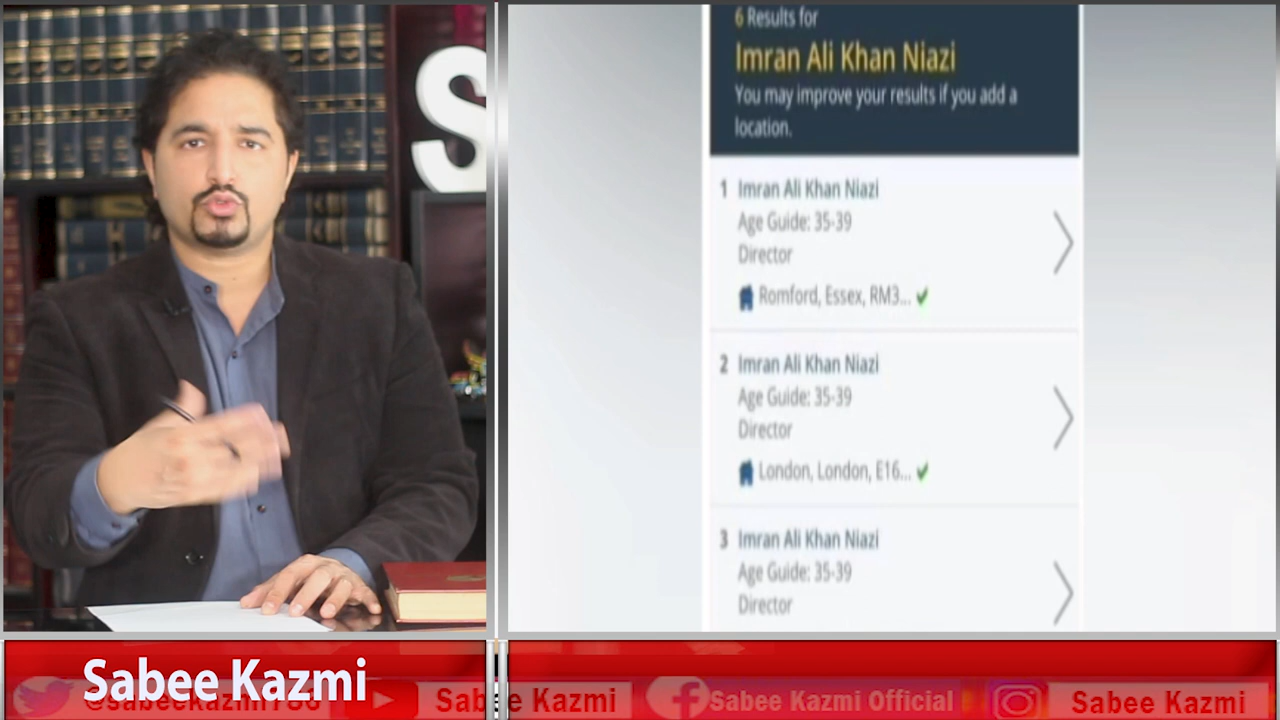 S
6 Results for
Imran Ali Khan Niazi
You may improve your results if you add a
location.
1 Imran Ali Khan Niazi
Age Guide: 35-39
Director
Romford, Essex, RM3...
2 Imran Ali Khan Niazi
Age Guide: 35-39
Director
London, London, E16...
3 Imran Ali Khan Niazi
Age Guide: 35-39
Director
Sabee Kazmi
@sabeekazmi786
Sabee Kazmi
Sabee Kazmi Official
Sabee Kazmi